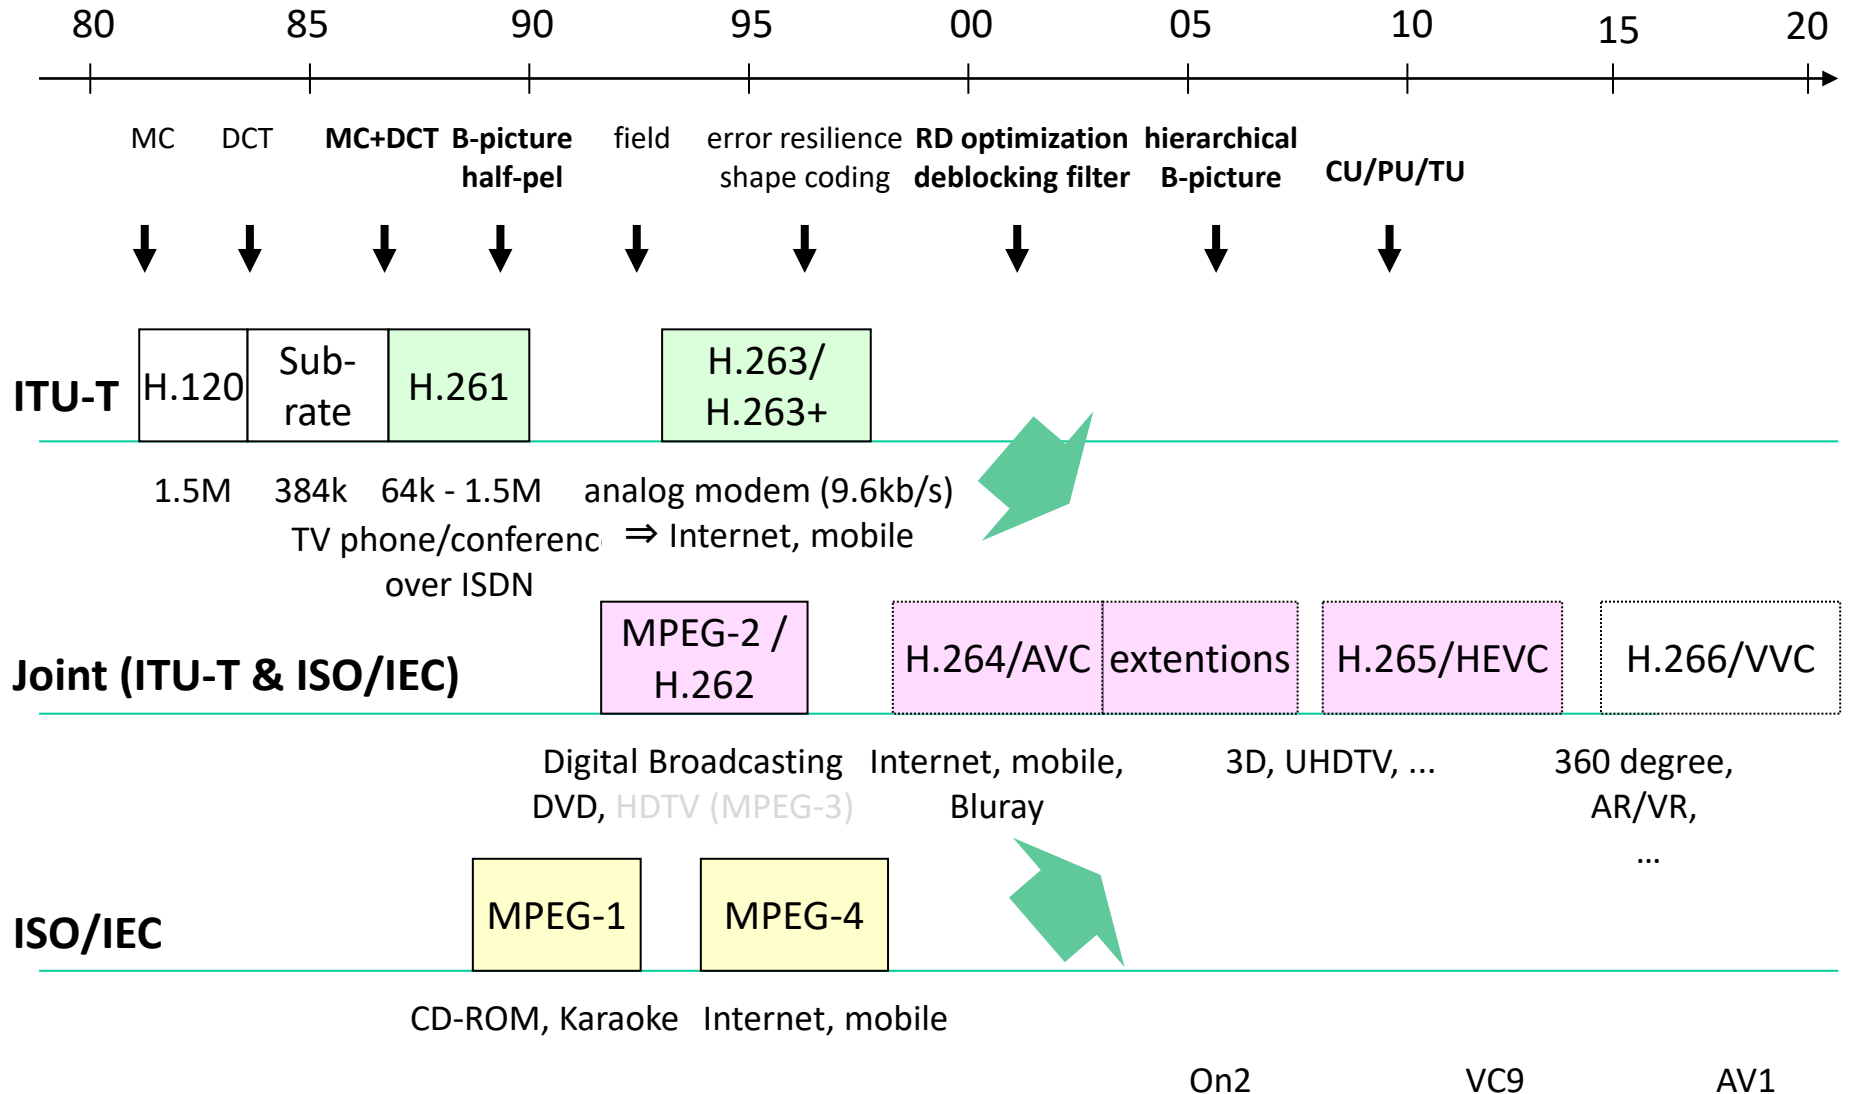 80 85 90 95 00 05 10 15 20
MC DCT MC+DCT B-picture field error resilience RD optimization hierarchical
half-pel shape coding deblocking filter B-picture CU/PU/TU
ITU-T
H.120
Sub-
rate
H.261
H.263/
H.263+
1.5M 384k 64k - 1.5M analog modem (9.6kb/s)
TV phone/conferenc ⇒ Internet, mobile
over ISDN
Joint (ITU-T & ISO/IEC)
MPEG-2 /
H.262
H.264/AVC
extentions
H.265/HEVC
H.266/VVC
Digital Broadcasting
DVD, HDTV (MPEG-3)
Internet, mobile,
Bluray
3D, UHDTV, ...
360 degree,
AR/VR,
...
ISO/IEC
MPEG-1
MPEG-4
CD-ROM, Karaoke Internet, mobile
On2 VC9 AV1